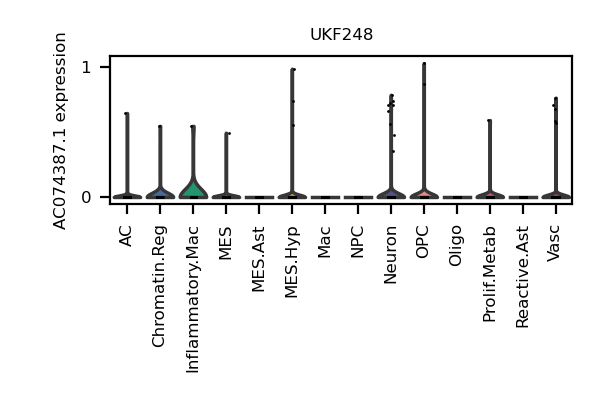 UKF248
AC074387.1 expression
1
0
AC
Chromatin.Reg
Inflammatory.Mac
MES
MES.Ast
MES.Hyp
Mac
NPC
Neuron
OPC
Oligo
Prolif.Metab
Reactive.Ast
Vasc